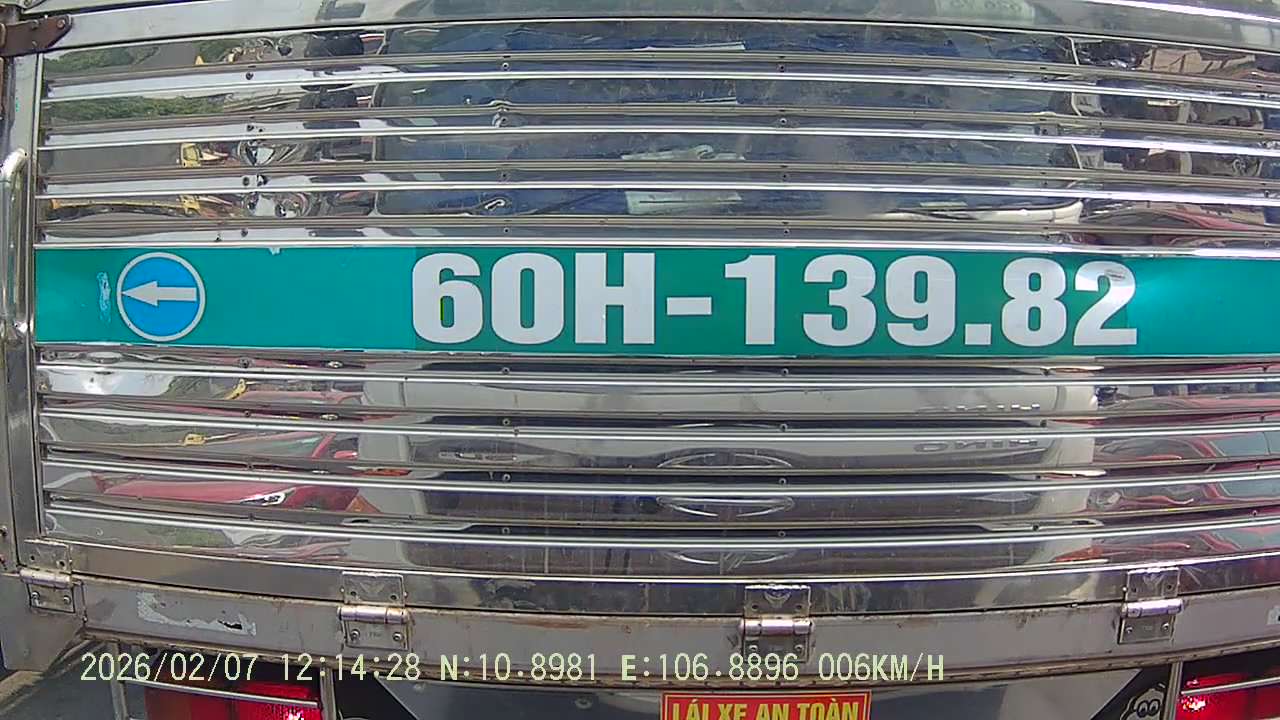 60H-139.82
2026/02/07 12:14:28 N:10.8981 E:106.8896 006KM/H
LÁI XE AN TOÀN